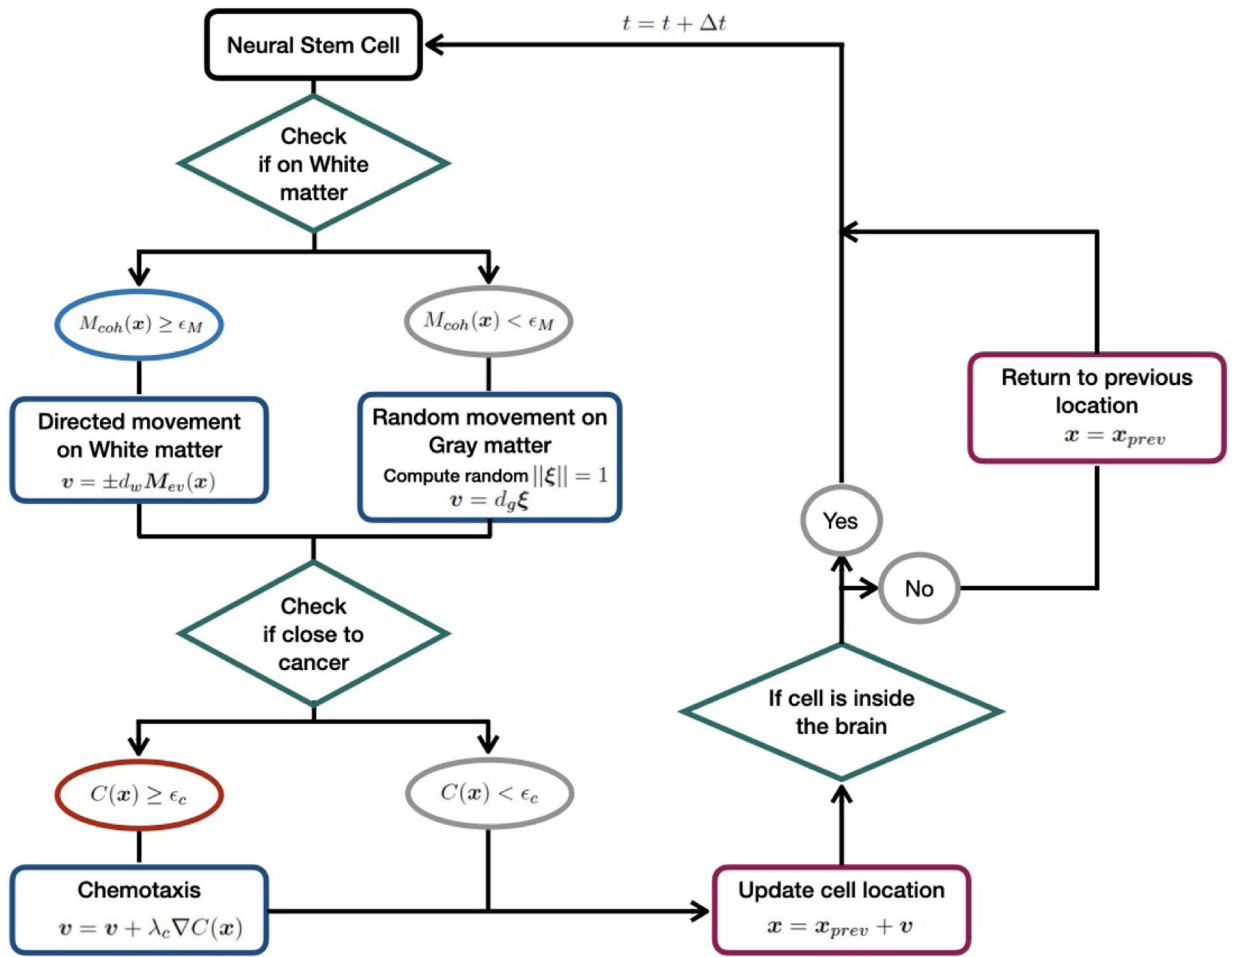 t = t + Δt
Neural Stem Cell
Check
if on White
matter
M_coh(x) ≥ ϵ_M
M_coh(x) < ϵ_M
Directed movement
on White matter
v = ±d_w M_ev(x)
Random movement on
Gray matter
Compute random ||ξ|| = 1
v = d_g ξ
Return to previous
location
x = x_prev
Yes
No
Check
if close to
cancer
If cell is inside
the brain
C(x) ≥ ϵ_c
C(x) < ϵ_c
Chemotaxis
v = v + λ_c∇C(x)
Update cell location
x = x_prev + v